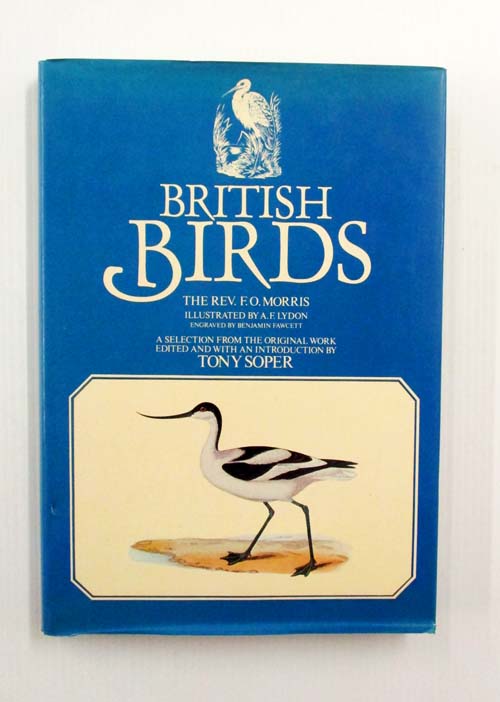 BRITISH
BIRDS
THE REV. F.O. MORRIS
ILLUSTRATED BY A.F. LYDON
ENGRAVED BY BENJAMIN FAWCETT
A SELECTION FROM THE ORIGINAL WORK
EDITED AND WITH AN INTRODUCTION BY
TONY SOPER